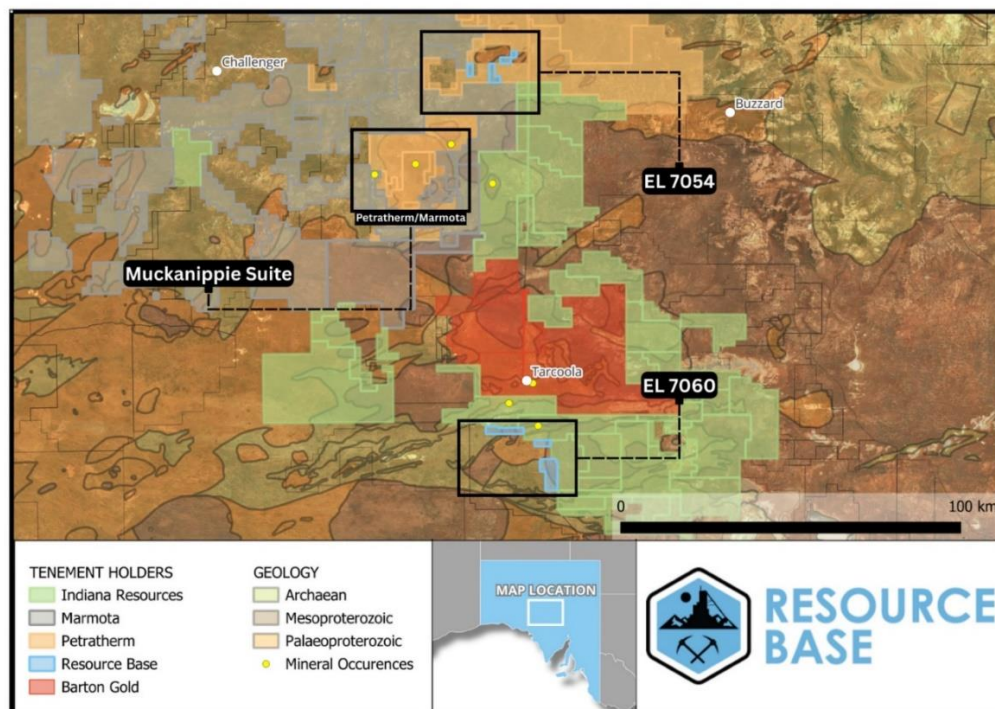 Challenger
Buzzard
EL 7054
Petratherm/Marmota
Muckanippie Suite
Tarcoola
EL 7060
0 100 km
TENEMENT HOLDERS
Indiana Resources
Marmota
Petratherm
Resource Base
Barton Gold
GEOLOGY
Archaean
Mesoproterozoic
Palaeoproterozoic
Mineral Occurences
MAP LOCATION
RESOURCE
BASE